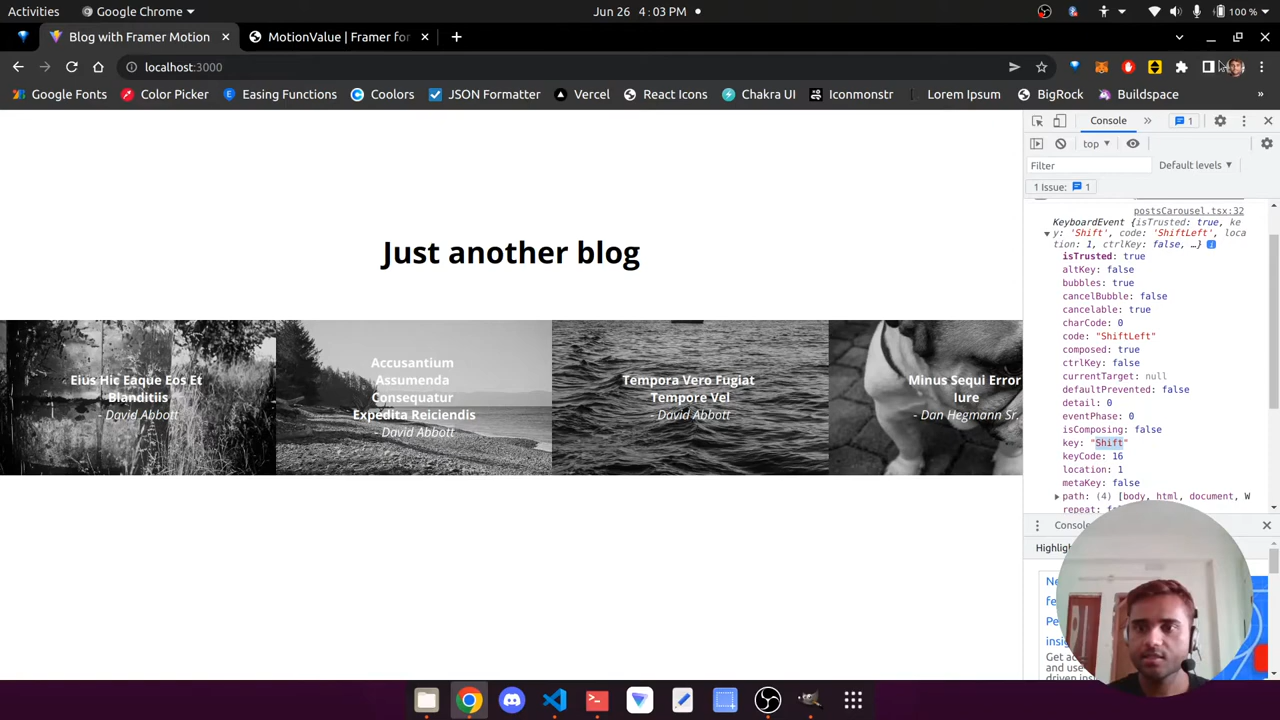 Activities
Google Chrome
Jun 26 4:03 PM
100 %
Blog with Framer Motion
MotionValue | Framer for
localhost:3000
Google Fonts
Color Picker
Easing Functions
Coolors
JSON Formatter
Vercel
React Icons
Chakra UI
Iconmonstr
Lorem Ipsum
BigRock
Buildspace
»
Console
»
1
top
Filter
Default levels
1 Issue: 1
postsCarousel.tsx:32
KeyboardEvent {isTrusted: true, ke
y: 'Shift', code: 'ShiftLeft', loca
tion: 1, ctrlKey: false, …}
isTrusted: true
altKey: false
bubbles: true
cancelBubble: false
cancelable: true
charCode: 0
code: "ShiftLeft"
composed: true
ctrlKey: false
currentTarget: null
defaultPrevented: false
detail: 0
eventPhase: 0
isComposing: false
key: "Shift"
keyCode: 16
location: 1
metaKey: false
path: (4) [body, html, document, W
Just another blog
Eius Hic Eaque Eos Et
Blanditiis
- David Abbott
Accusantium
Assumenda
Consequatur
Expedita Reiciendis
- David Abbott
Tempora Vero Fugiat
Tempore Vel
- David Abbott
Minus Sequi Error
Iure
- Dan Hegmann Sr.